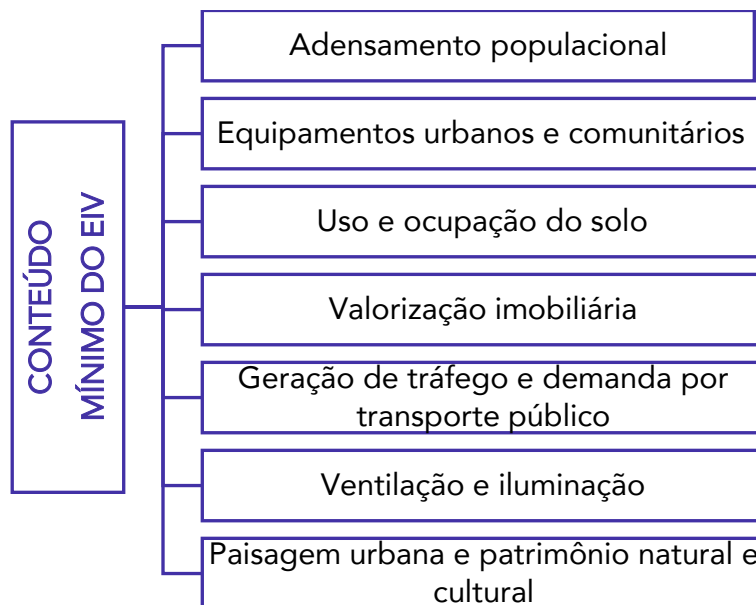 CONTEÚDO
MÍNIMO DO EIV
Adensamento populacional
Equipamentos urbanos e comunitários
Uso e ocupação do solo
Valorização imobiliária
Geração de tráfego e demanda por
transporte público
Ventilação e iluminação
Paisagem urbana e patrimônio natural e
cultural